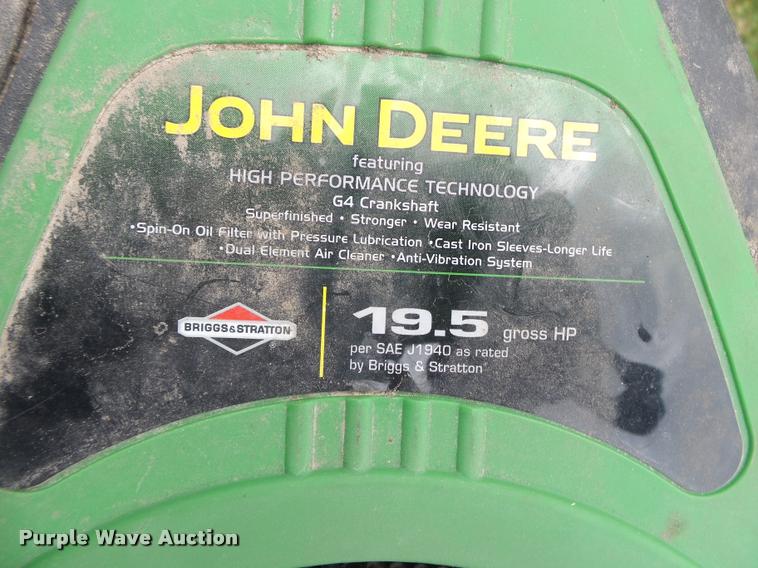 JOHN DEERE
featuring
HIGH PERFORMANCE TECHNOLOGY
G4 Crankshaft
Superfinished • Stronger • Wear Resistant
•Spin-On Oil Filter with Pressure Lubrication •Cast Iron Sleeves-Longer Life
•Dual Element Air Cleaner •Anti-Vibration System
BRIGGS&STRATTON
19.5 gross HP
per SAE J1940 as rated
by Briggs & Stratton
Purple Wave Auction